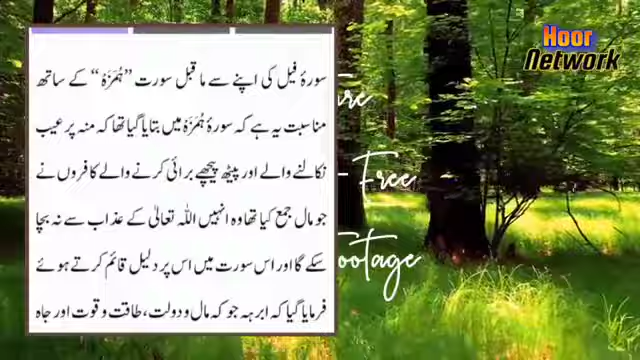 Hoor
Network
سورۂ فیل کی اپنے سے ماقبل سورت ”ہُمَزَہ“ کے ساتھ
مناسبت یہ ہے کہ سورۂ ہُمَزَہ میں بتایا گیا تھا کہ منہ پر عیب
نکالنے والے اور پیٹھ پیچھے برائی کرنے والے کافروں نے
جو مال جمع کیا تھا وہ انہیں اللہ تعالیٰ کے عذاب سے نہ بچا
سکے گا اور اس سورت میں اس پر دلیل قائم کرتے ہوئے
فرمایا گیا کہ ابرہہ جو کہ مال و دولت، طاقت و قوت اور جاہ
-Free
ootage